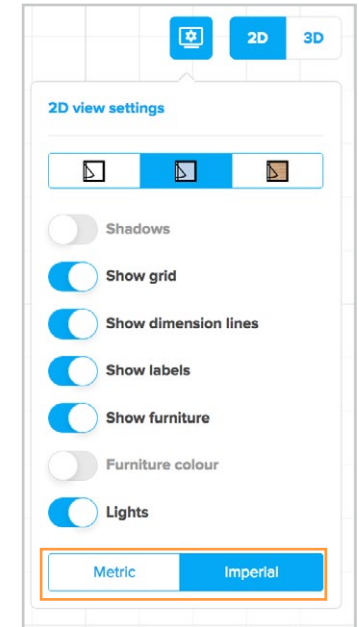 2D 3D
2D view settings
Shadows
Show grid
Show dimension lines
Show labels
Show furniture
Furniture colour
Lights
Metric Imperial